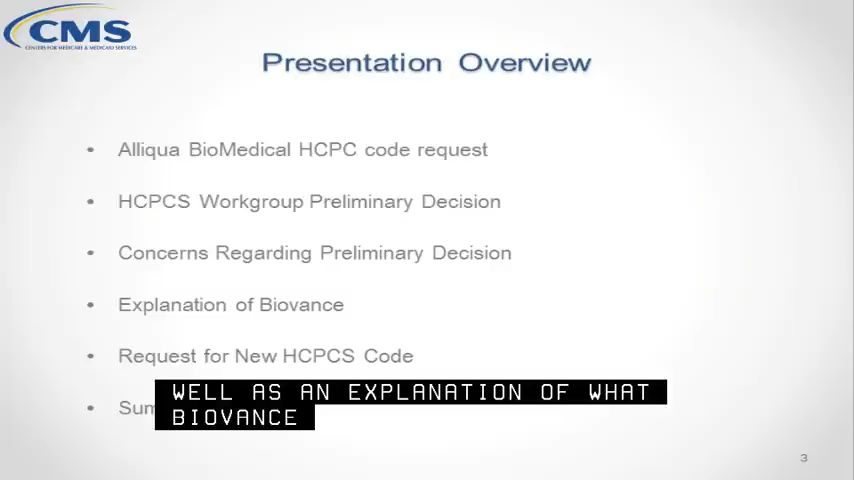 CMS
CENTERS FOR MEDICARE & MEDICAID SERVICES
Presentation Overview
• Alliqua BioMedical HCPC code request
• HCPCS Workgroup Preliminary Decision
• Concerns Regarding Preliminary Decision
• Explanation of Biovance
• Request for New HCPCS Code
•
WELL AS AN EXPLANATION OF WHAT
BIOVANCE
3